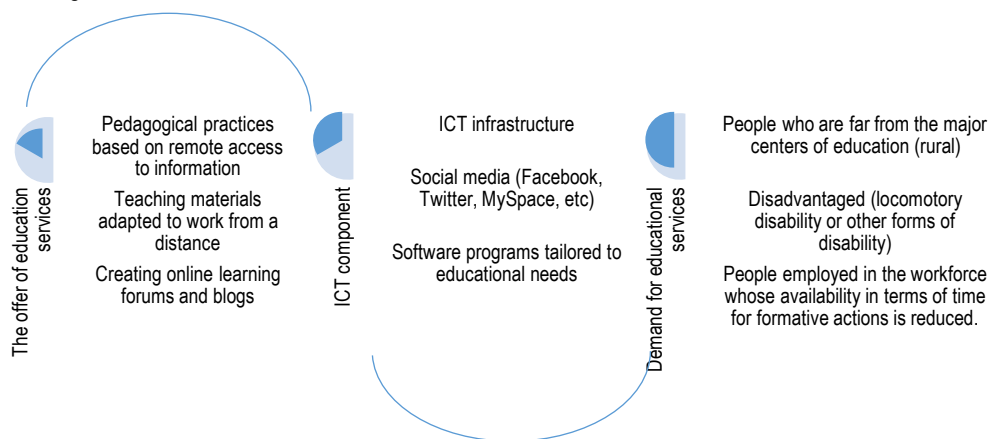 The offer of education
services
Pedagogical practices
based on remote access
to information
Teaching materials
adapted to work from a
distance
Creating online learning
forums and blogs
ICT component
ICT infrastructure
Social media (Facebook,
Twitter, MySpace, etc)
Software programs tailored to
educational needs
Demand for educational
services
People who are far from the major
centers of education (rural)
Disadvantaged (locomotory
disability or other forms of
disability)
People employed in the workforce
whose availability in terms of time
for formative actions is reduced.